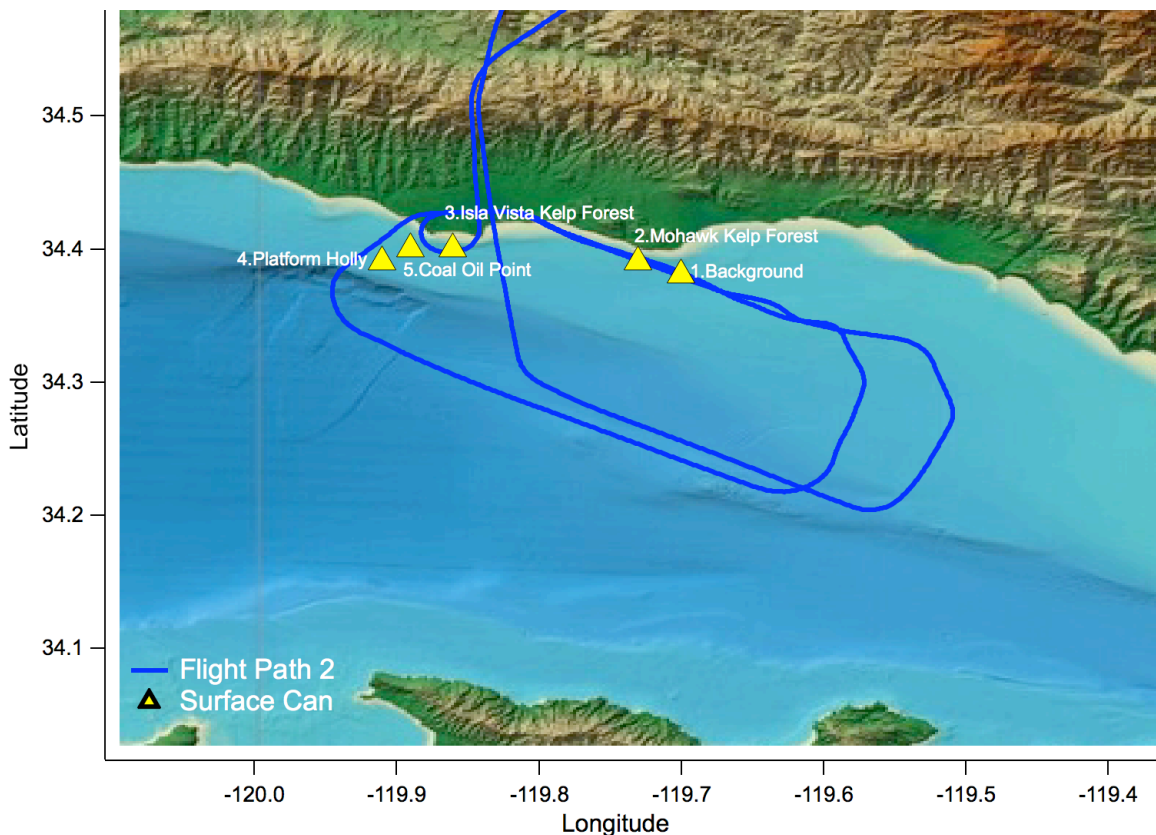 34.5
34.4
34.3
34.2
34.1
Latitude
3.Isla Vista Kelp Forest
2.Mohawk Kelp Forest
4.Platform Holly
5.Coal Oil Point
1.Background
Flight Path 2
Surface Can
-120.0
-119.9
-119.8
-119.7
-119.6
-119.5
-119.4
Longitude